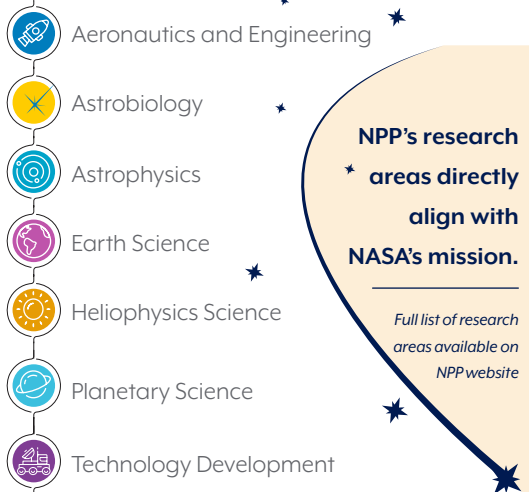 Aeronautics and Engineering
Astrobiology
Astrophysics
Earth Science
Heliophysics Science
Planetary Science
Technology Development
NPP’s research
areas directly
align with
NASA’s mission.
Full list of research
areas available on
NPP website